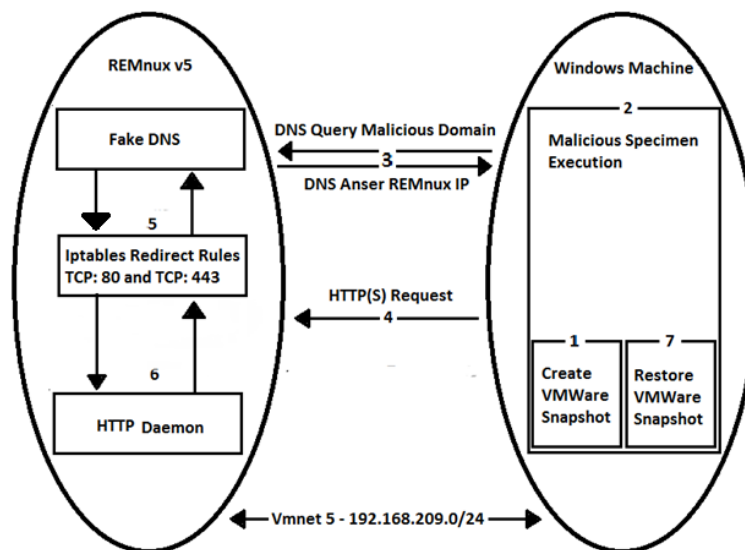 REMnux v5
Fake DNS
5
Iptables Redirect Rules
TCP: 80 and TCP: 443
6
HTTP Daemon
DNS Query Malicious Domain
3
DNS Anser REMnux IP
HTTP(S) Request
4
Windows Machine
2
Malicious Specimen
Execution
1
Create
VMWare
Snapshot
7
Restore
VMWare
Snapshot
Vmnet 5 - 192.168.209.0/24